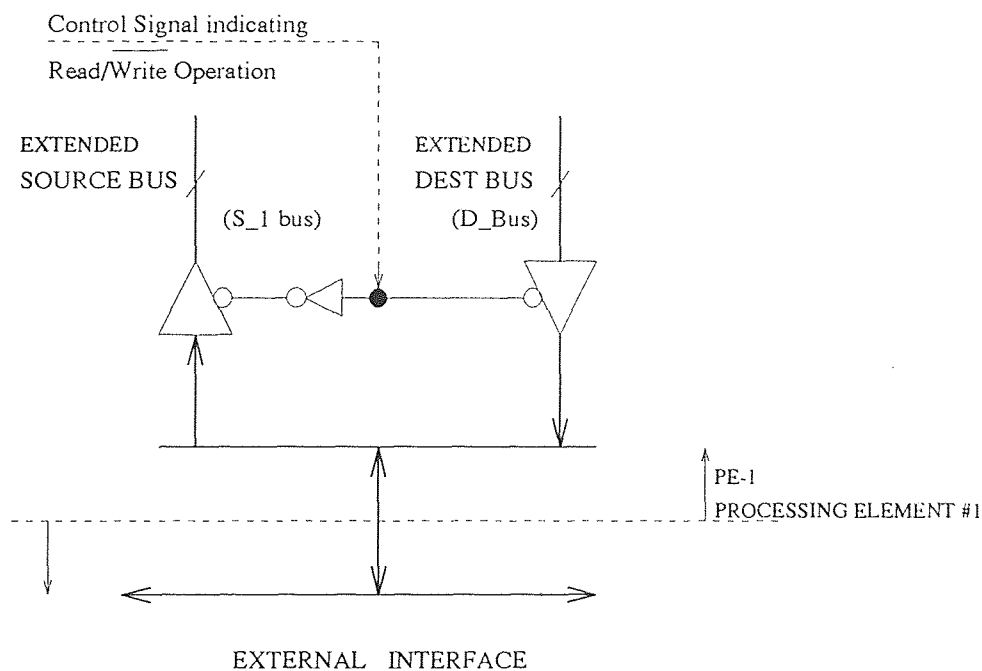 Control Signal indicating
Read/Write Operation
EXTENDED
SOURCE BUS
(S_1 bus)
EXTENDED
DEST BUS
(D_Bus)
PE-1
PROCESSING ELEMENT #1
EXTERNAL INTERFACE